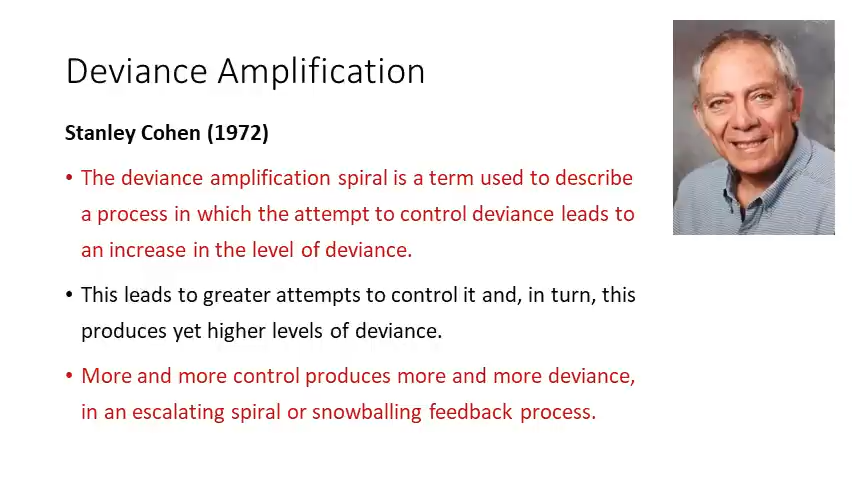 Deviance Amplification
Stanley Cohen (1972)
• The deviance amplification spiral is a term used to describe
a process in which the attempt to control deviance leads to
an increase in the level of deviance.
• This leads to greater attempts to control it and, in turn, this
produces yet higher levels of deviance.
• More and more control produces more and more deviance,
in an escalating spiral or snowballing feedback process.